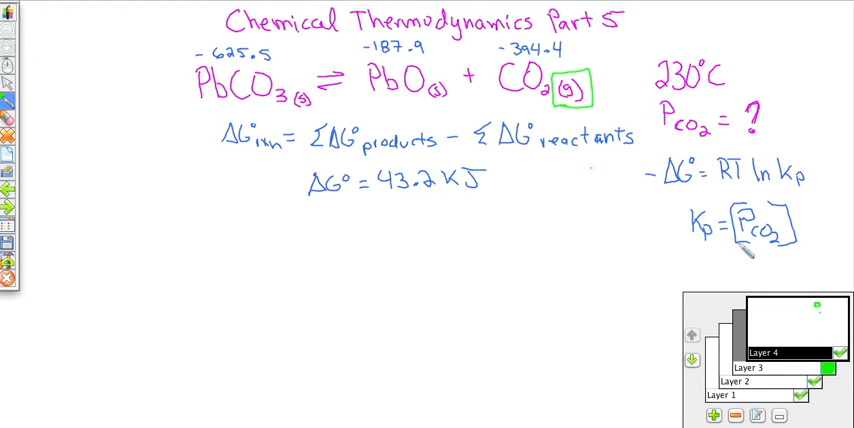 Chemical Thermodynamics Part 5
-625.5 -187.9 -394.4
PbCO3(s) ⇌ PbO(s) + CO2(g)
230°C
PCO2 = ?
ΔG°rxn = ΣΔG°products - ΣΔG°reactants
ΔG° = 43.2 KJ
-ΔG° = RT ln Kp
Kp = [PCO2]
Layer 4
Layer 3
Layer 2
Layer 1